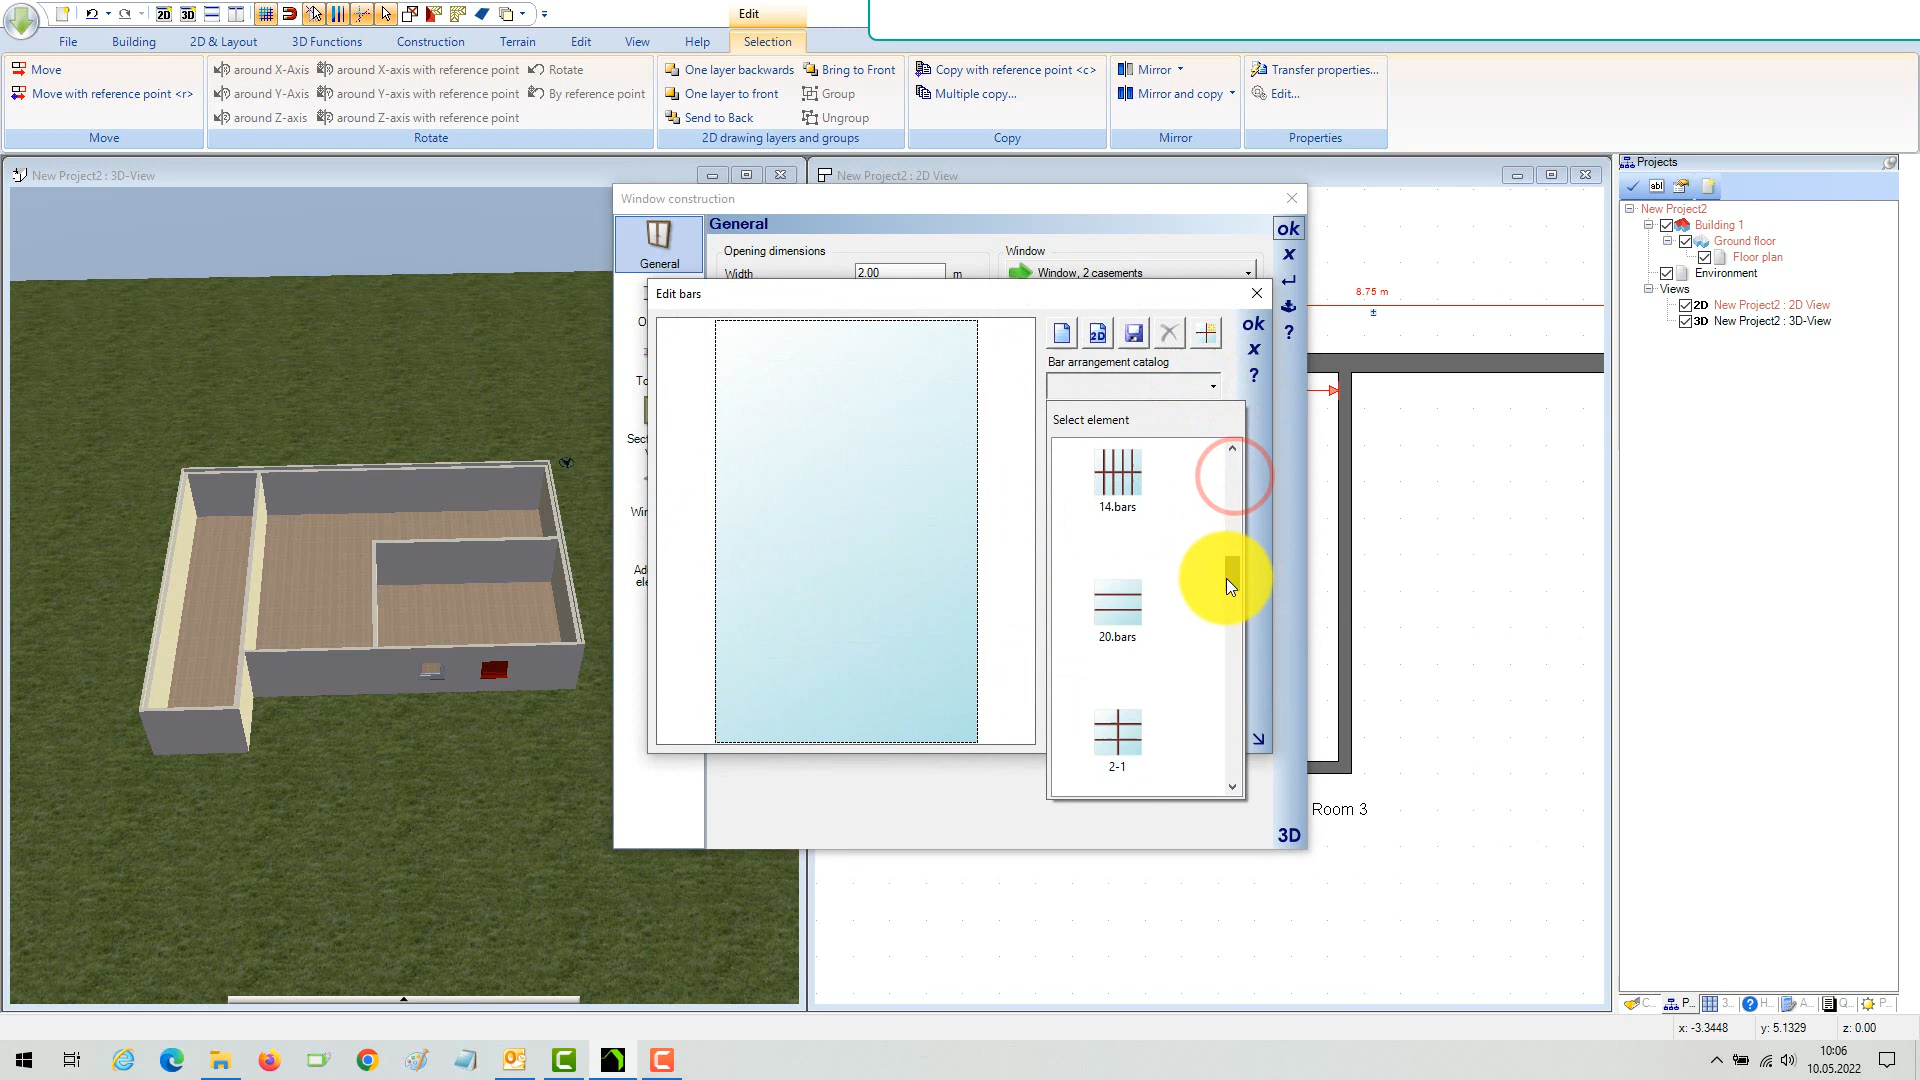 Edit
File
Building
2D & Layout
3D Functions
Construction
Terrain
Edit
View
Help
Selection
Move
Move with reference point <r>
Move
around X-Axis
around X-axis with reference point
Rotate
around Y-Axis
around Y-axis with reference point
By reference point
around Z-axis
around Z-axis with reference point
Rotate
One layer backwards
Bring to Front
One layer to front
Group
Send to Back
Ungroup
2D drawing layers and groups
Copy with reference point <c>
Multiple copy...
Copy
Mirror
Mirror and copy
Mirror
Transfer properties...
Edit...
Properties
New Project2 : 3D-View
New Project2 : 2D View
Projects
abl
New Project2
Building 1
Ground floor
Floor plan
Environment
Views
2D New Project2 : 2D View
3D New Project2 : 3D-View
Window construction
General
General
Opening dimensions
Width 2.00 m
Window
Window, 2 casements
ok
x
?
3D
Edit bars
2D
ok
x
?
Bar arrangement catalog
Select element
14.bars
20.bars
2-1
8.75 m
Room 3
x: -3.3448
y: 5.1329
z: 0.00
10:06
10.05.2022